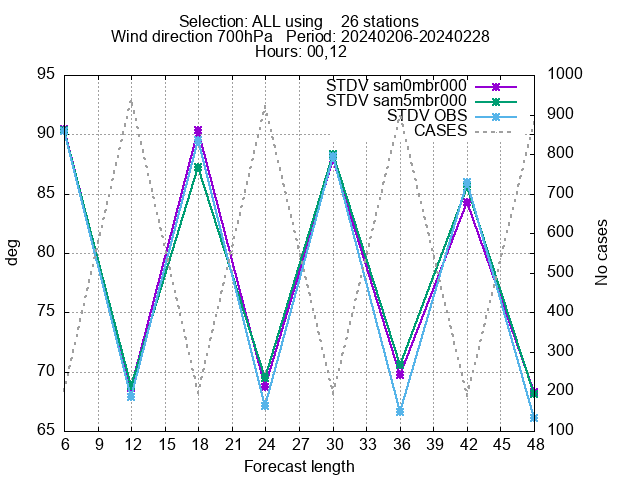 Selection: ALL using    26 stations
Wind direction 700hPa   Period: 20240206-20240228
Hours: 00,12
STDV sam0mbr000
STDV sam5mbr000
STDV OBS
CASES
95
90
85
80
75
70
65
deg
1000
900
800
700
600
500
400
300
200
100
No cases
6 9 12 15 18 21 24 27 30 33 36 39 42 45 48
Forecast length